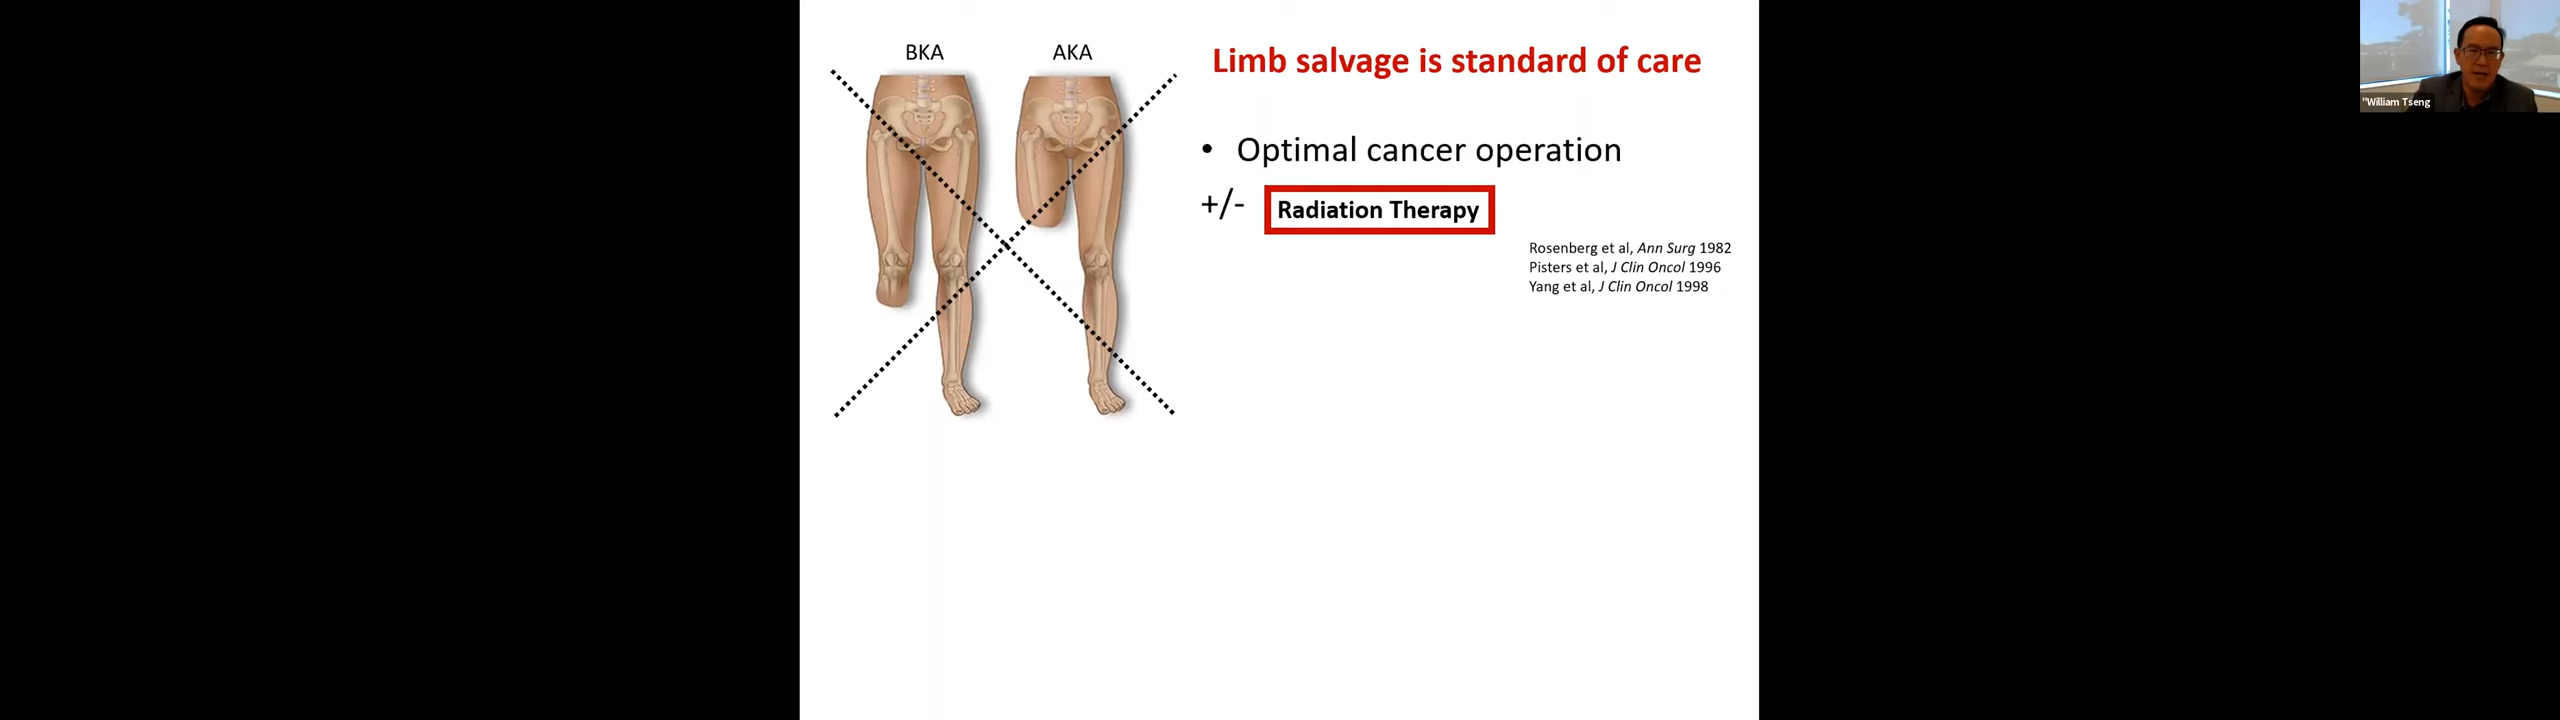 BKA
AKA
Limb salvage is standard of care
• Optimal cancer operation
+/- Radiation Therapy
Rosenberg et al, Ann Surg 1982
Pisters et al, J Clin Oncol 1996
Yang et al, J Clin Oncol 1998
"William Tseng